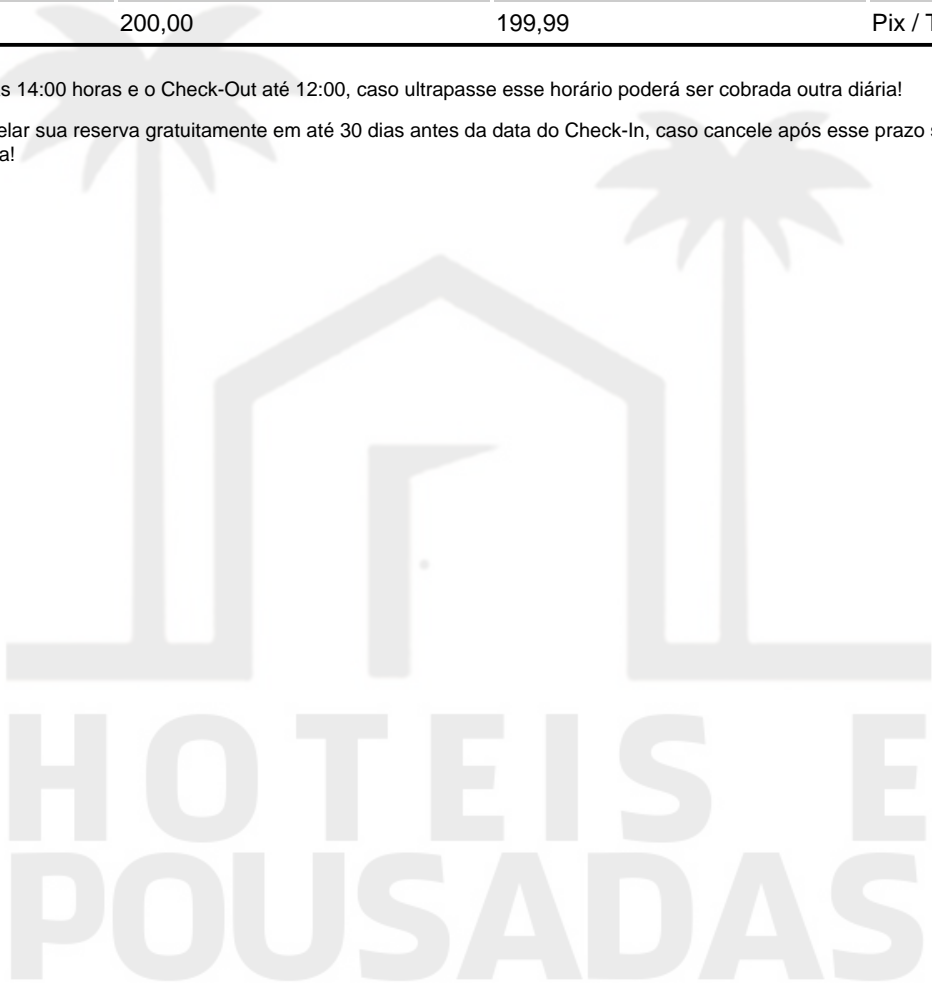 200,00 199,99 Pix / T
s 14:00 horas e o Check-Out até 12:00, caso ultrapasse esse horário poderá ser cobrada outra diária!
elar sua reserva gratuitamente em até 30 dias antes da data do Check-In, caso cancele após esse prazo s
a!
HOTEIS E
POUSADAS